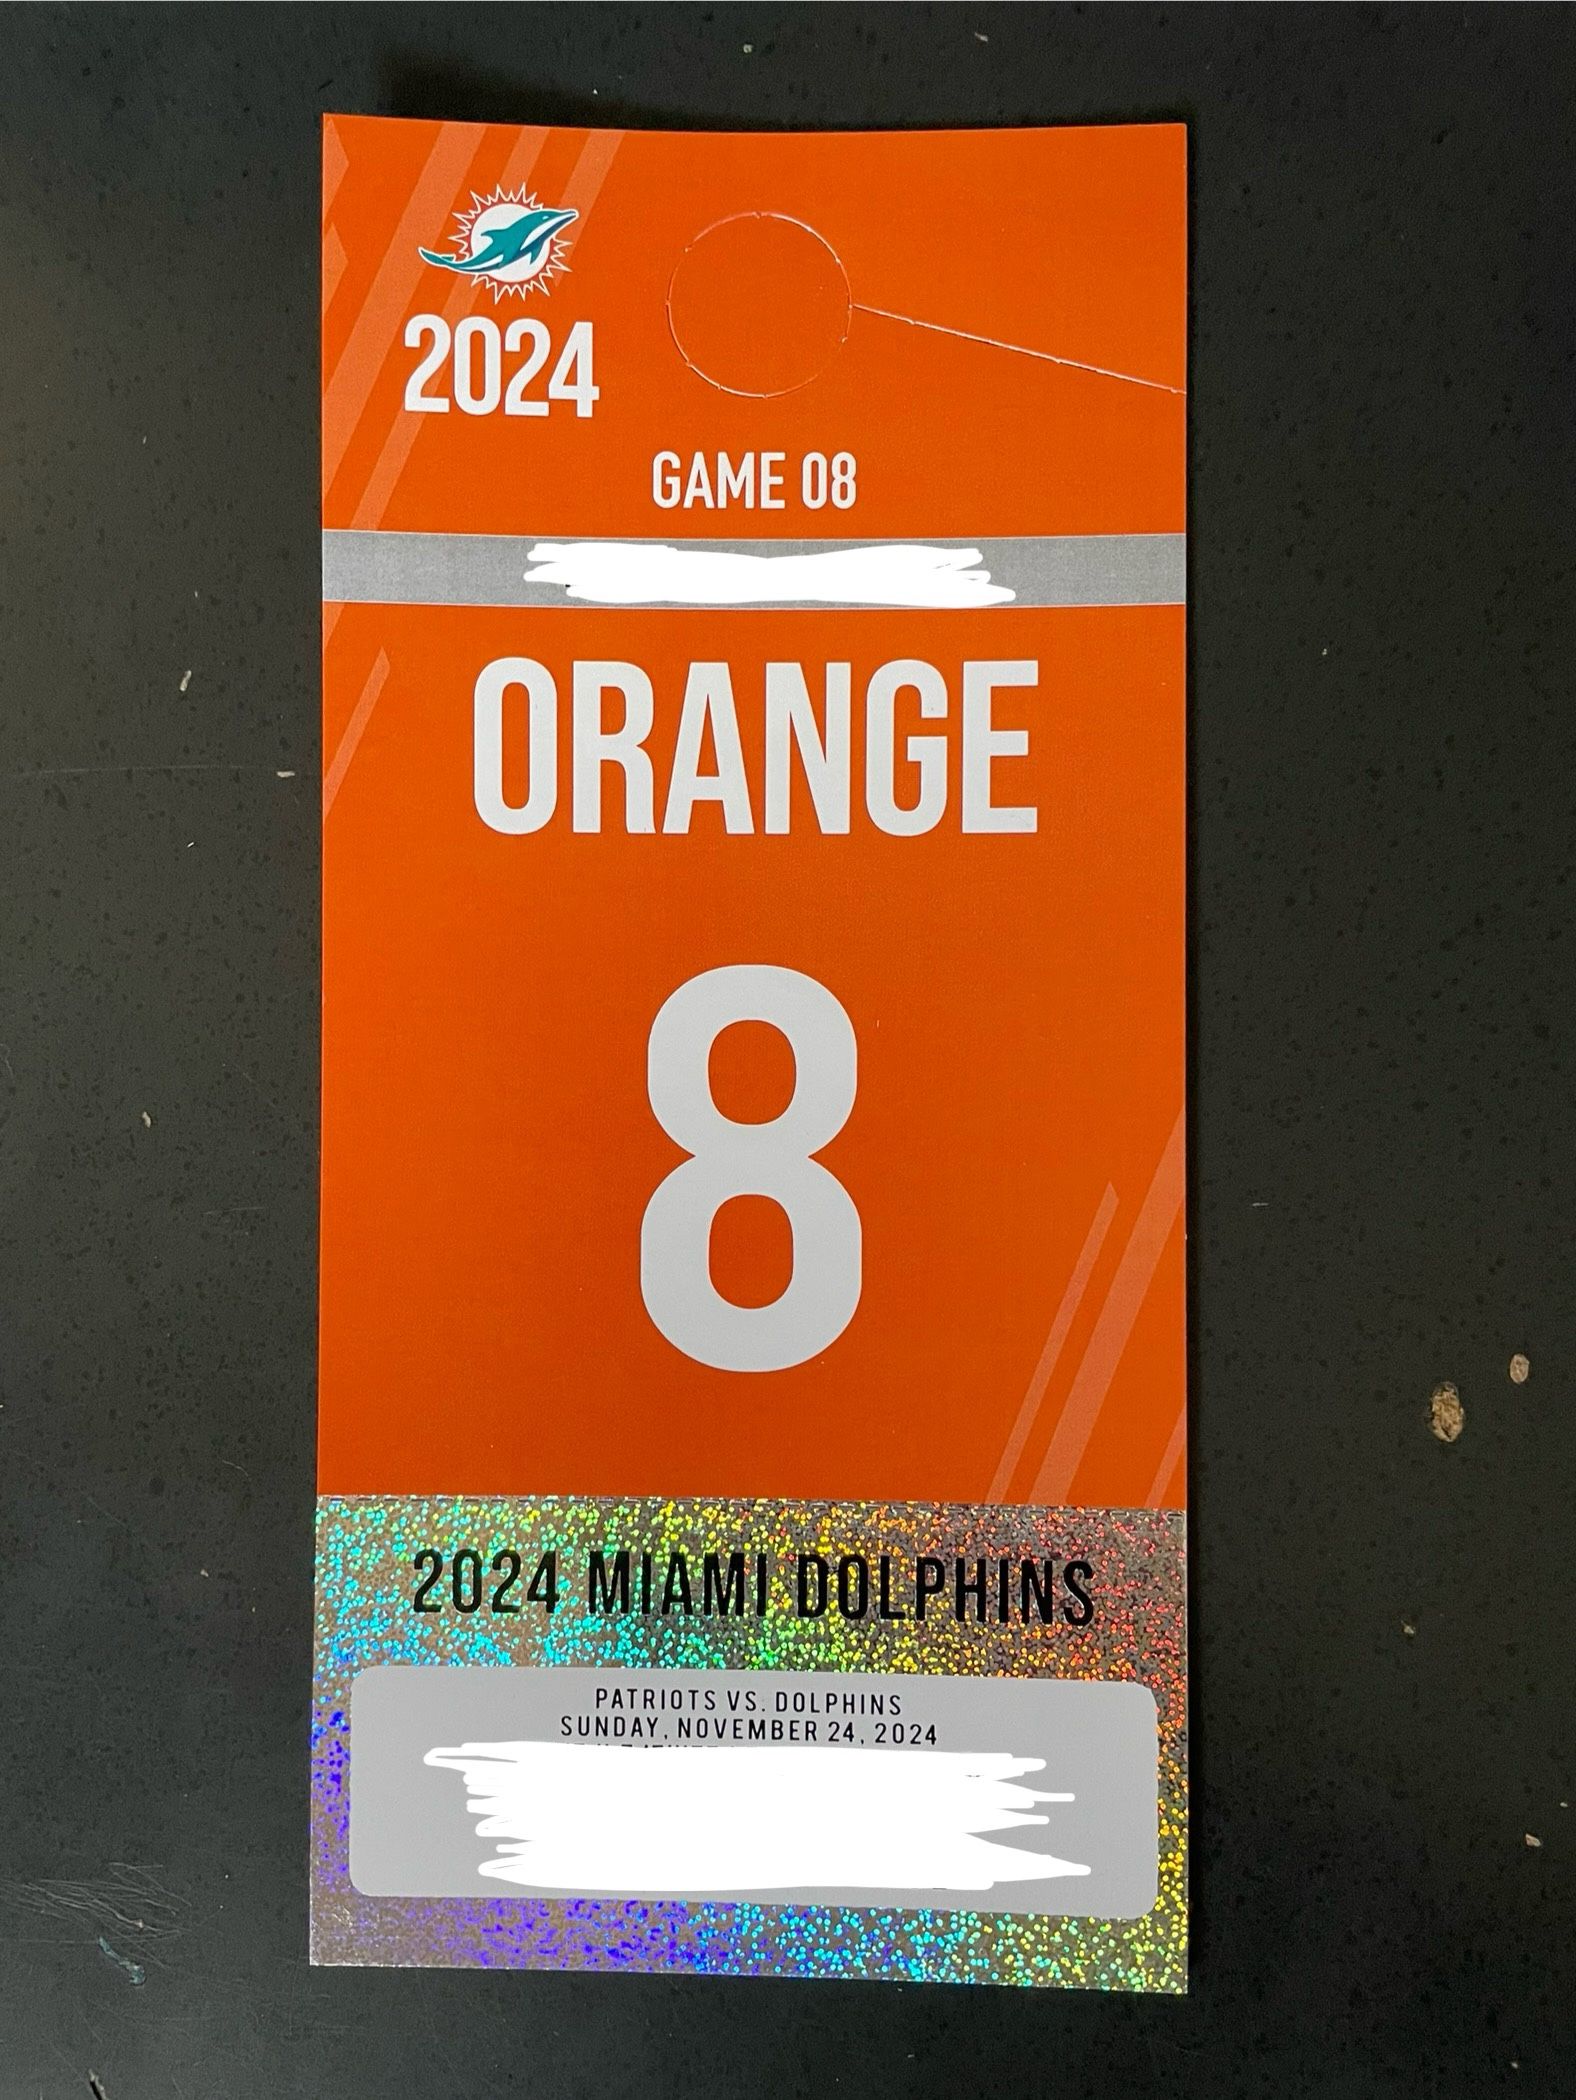 2024
GAME 08
ORANGE
8
2024 MIAMI DOLPHINS
PATRIOTS VS. DOLPHINS
SUNDAY, NOVEMBER 24, 2024